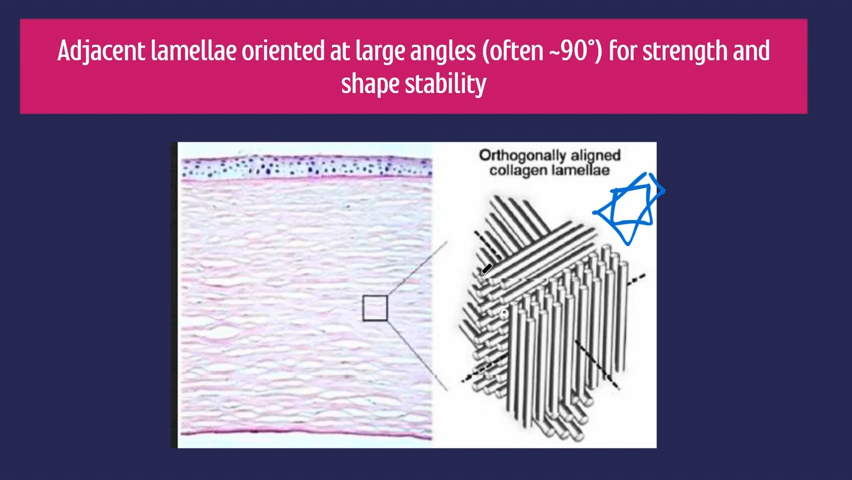 Adjacent lamellae oriented at large angles (often ~90°) for strength and
shape stability
Orthogonally aligned
collagen lamellae